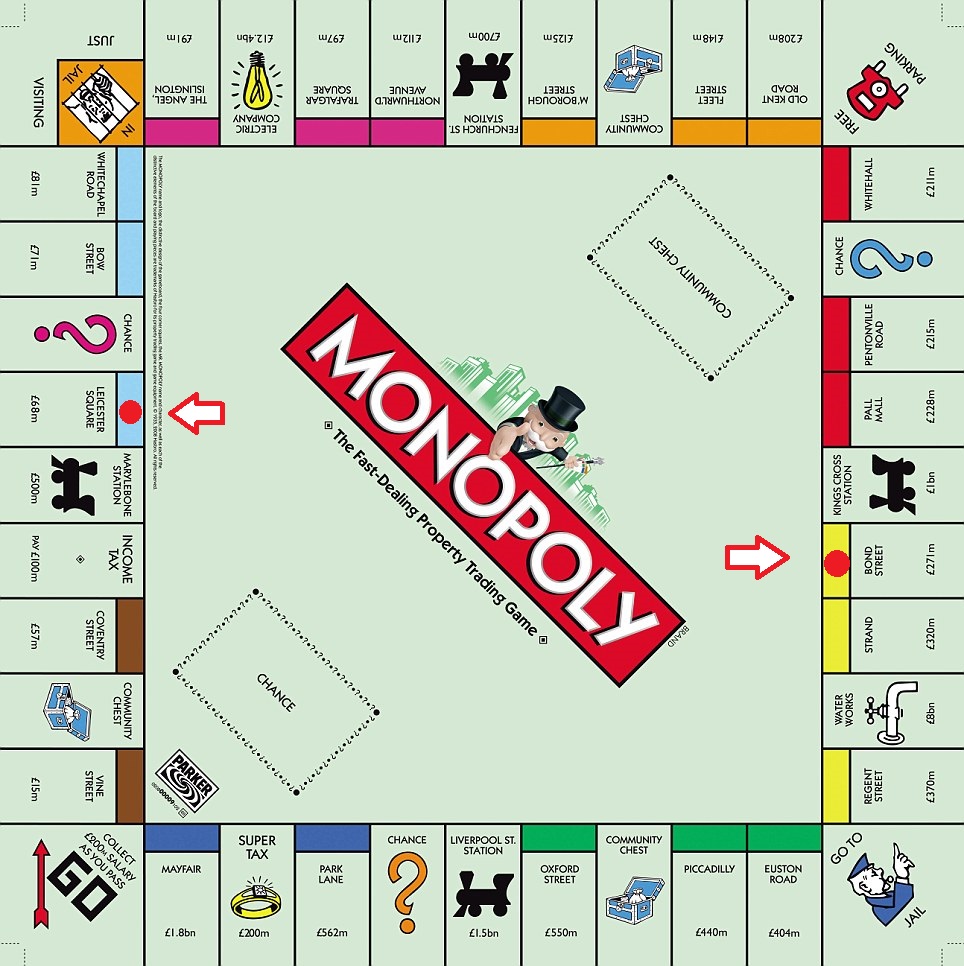 JUST
VISITING
IN
JAIL
THE ANGEL
ISLINGTON
£91m
ELECTRIC
COMPANY
£12.4bn
TRAFALGAR
SQUARE
£97m
AVENUE
£112m
FENCHURCH ST.
STATION
£700m
M'BOROUGH
STREET
£125m
COMMUNITY
CHEST
FLEET
STREET
£148m
OLD KENT
ROAD
£208m
FREE
PARKING
WHITECHAPEL
ROAD
£81m
BOW
STREET
£71m
CHANCE
?
LEICESTER
SQUARE
£68m
MARYLEBONE
STATION
£500m
INCOME
TAX
PAY £100m
COVENTRY
STREET
£57m
COMMUNITY
CHEST
VINE
STREET
£15m
COMMUNITY CHEST
MONOPOLY
The Fast-Dealing Property Trading Game
BRAND
CHANCE
PARKER
WHITEHALL
£211m
CHANCE
?
PENTONVILLE
ROAD
£215m
PALL
MALL
£228m
KINGS CROSS
STATION
£1bn
BOND
STREET
£271m
STRAND
£320m
WATER
WORKS
£8bn
REGENT
STREET
£370m
COLLECT
£200m SALARY
AS YOU PASS
GO
MAYFAIR
£1.8bn
SUPER
TAX
£200m
PARK
LANE
£562m
CHANCE
?
LIVERPOOL ST.
STATION
£1.5bn
OXFORD
STREET
£550m
COMMUNITY
CHEST
PICCADILLY
£440m
EUSTON
ROAD
£404m
GO TO
JAIL